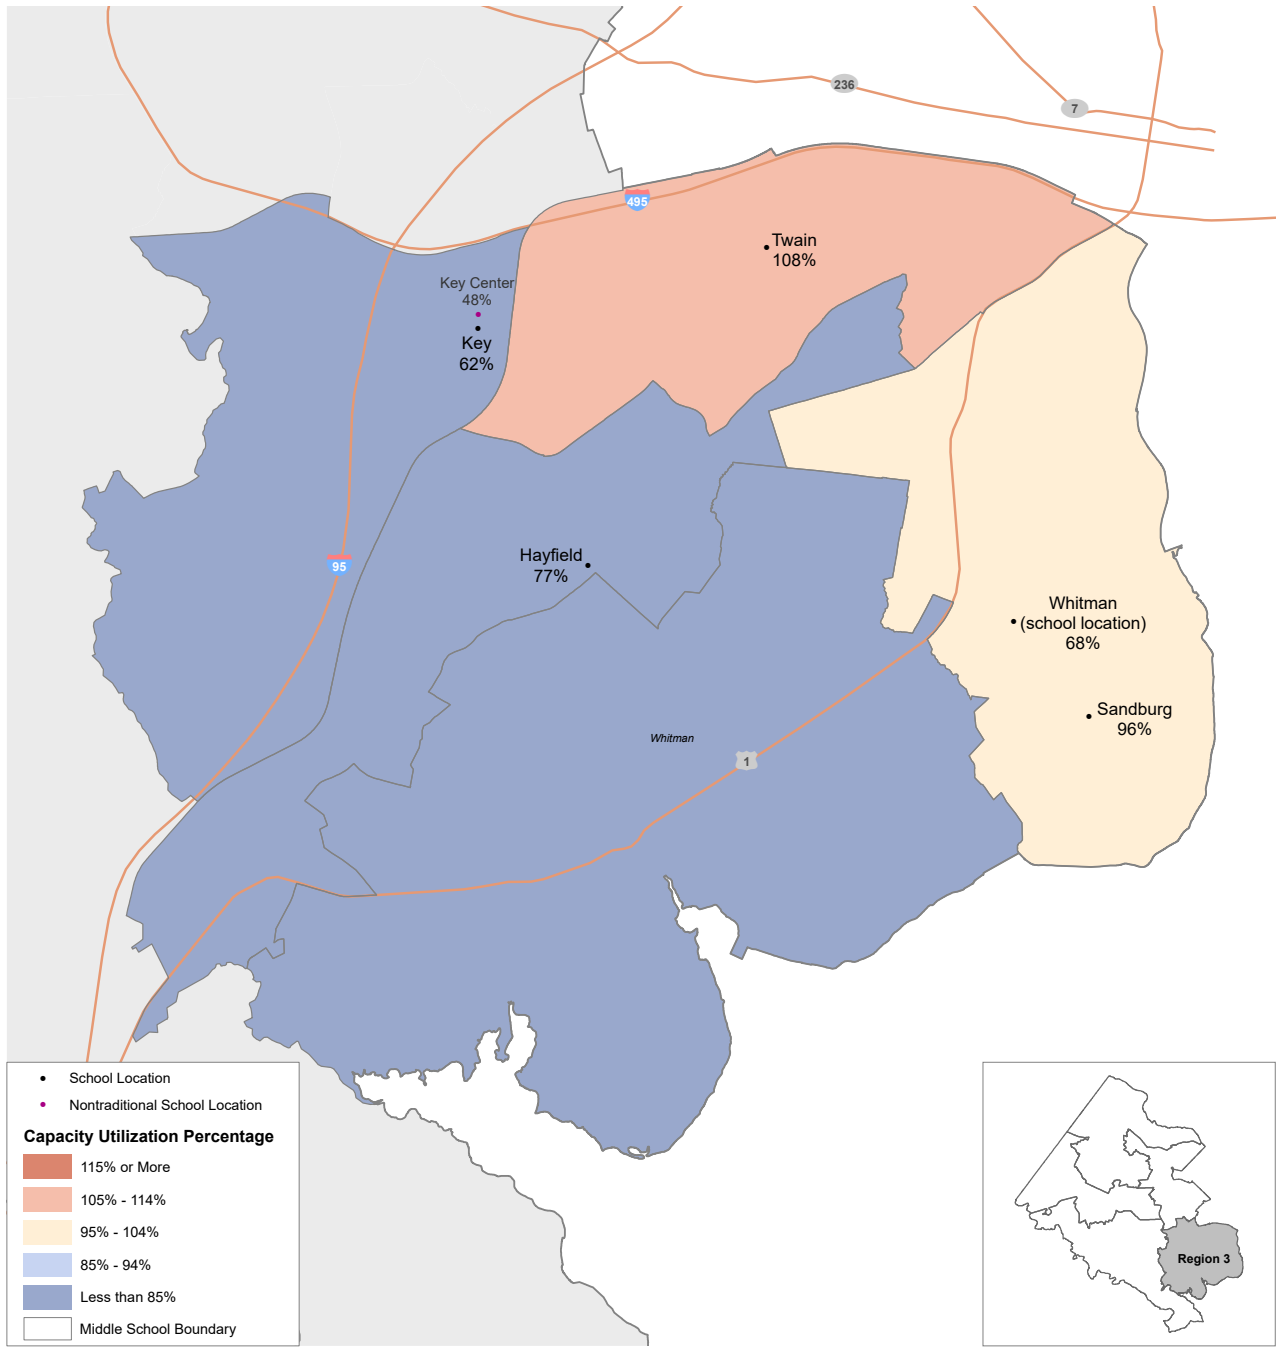 236
7
495
Twain
108%
Key Center
48%
Key
62%
Hayfield
77%
95
Whitman
(school location)
68%
Sandburg
96%
Whitman
1
School Location
Nontraditional School Location
Capacity Utilization Percentage
115% or More
105% - 114%
95% - 104%
85% - 94%
Less than 85%
Middle School Boundary
Region 3